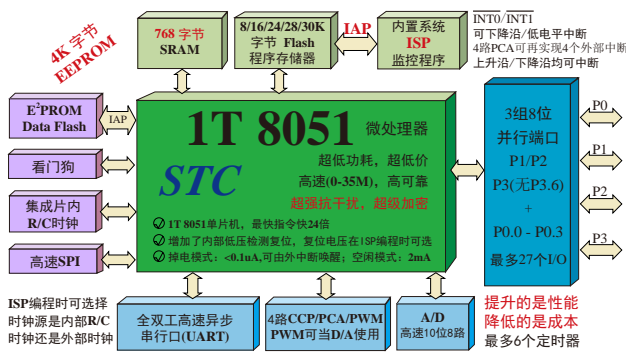 4K 字节
EEPROM
768 字节
SRAM
8/16/24/28/30K
字节 Flash
程序存储器
IAP
内置系统
ISP
监控程序
INT0/INT1
可下降沿/低电平中断
4路PCA可再实现4个外部中断
上升沿/下降沿均可中断
E²PROM
Data Flash
IAP
看门狗
集成片内
R/C时钟
高速SPI
1T 8051 微处理器
STC
超低功耗，超低价
高速(0-35M)，高可靠
超强抗干扰，超级加密
1T 8051单片机，最快指令快24倍
增加了内部低压检测复位，复位电压在ISP编程时可选
掉电模式：<0.1uA,可由外中断唤醒；空闲模式：2mA
3组8位
并行端口
P1/P2
P3(无P3.6)
+
P0.0 - P0.3
最多27个I/O
P0
P1
P2
P3
ISP编程时可选择
时钟源是内部R/C
时钟还是外部时钟
全双工高速异步
串行口(UART)
4路CCP/PCA/PWM
PWM可当D/A使用
A/D
高速10位8路
提升的是性能
降低的是成本
最多6个定时器